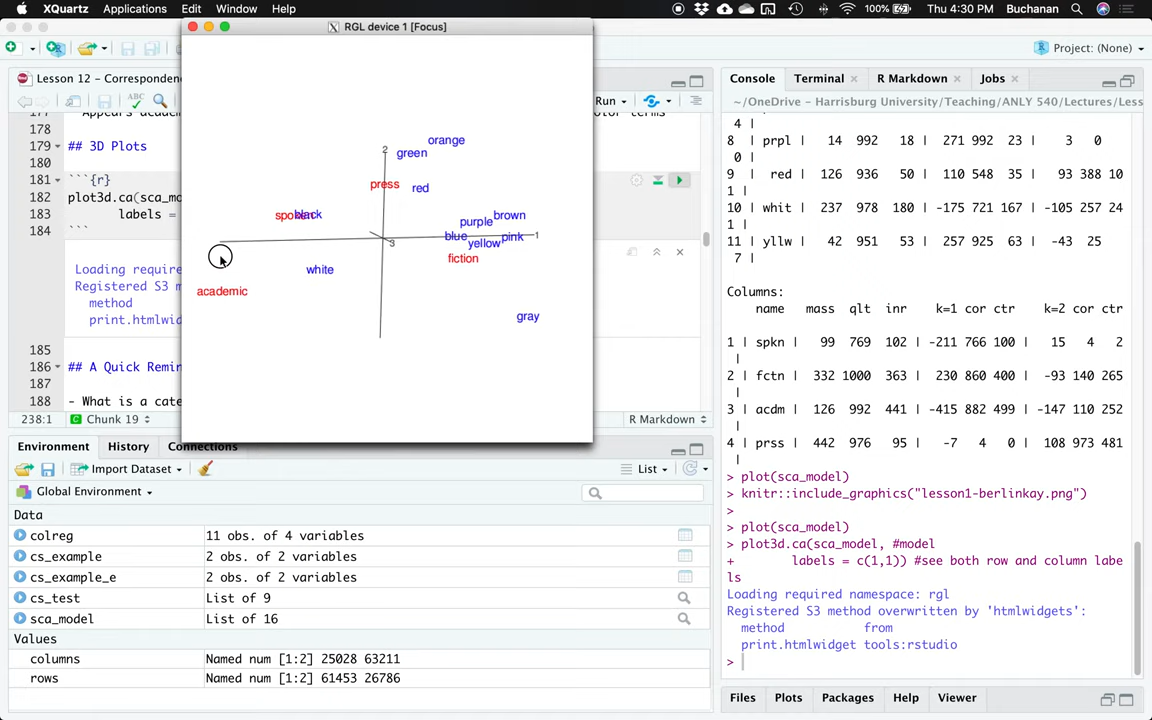 XQuartz Applications Edit Window Help 100% Thu 4:30 PM Buchanan
RGL device 1 [Focus]
Project: (None)
Lesson 12 - Corresponden
Run
178
179 ## 3D Plots
180
181 ```{r}
182 plot3d.ca(sca_mo
183 labels =
184 ```
Loading require
Registered S3 m
method
print.htmlwid
185
186 ## A Quick Remin
187
188 - What is a cate
238:1 Chunk 19 R Markdown
orange
2
green
press
red
spoken
black
brown
purple
blue
pink
1
yellow
3
fiction
white
academic
gray
Environment History Connections
Import Dataset List
Global Environment
Data
colreg 11 obs. of 4 variables
cs_example 2 obs. of 2 variables
cs_example_e 2 obs. of 2 variables
cs_test List of 9
sca_model List of 16
Values
columns Named num [1:2] 25028 63211
rows Named num [1:2] 61453 26786
Console Terminal R Markdown Jobs
~/OneDrive - Harrisburg University/Teaching/ANLY 540/Lectures/Less
4 |
8 | prpl | 14 992 18 | 271 992 23 | 3 0
0 |
9 | red | 126 936 50 | 110 548 35 | 93 388 10
1 |
10 | whit | 237 978 180 | -175 721 167 | -105 257 24
1 |
11 | yllw | 42 951 53 | 257 925 63 | -43 25
7 |
Columns:
name mass qlt inr k=1 cor ctr k=2 cor ctr
1 | spkn | 99 769 102 | -211 766 100 | 15 4 2
|
2 | fctn | 332 1000 363 | 230 860 400 | -93 140 265
|
3 | acdm | 126 992 441 | -415 882 499 | -147 110 252
|
4 | prss | 442 976 95 | -7 4 0 | 108 973 481
|
> plot(sca_model)
> knitr::include_graphics("lesson1-berlinkay.png")
>
> plot(sca_model)
> plot3d.ca(sca_model, #model
+ labels = c(1,1)) #see both row and column labe
ls
Loading required namespace: rgl
Registered S3 method overwritten by 'htmlwidgets':
method from
print.htmlwidget tools:rstudio
>
Files Plots Packages Help Viewer